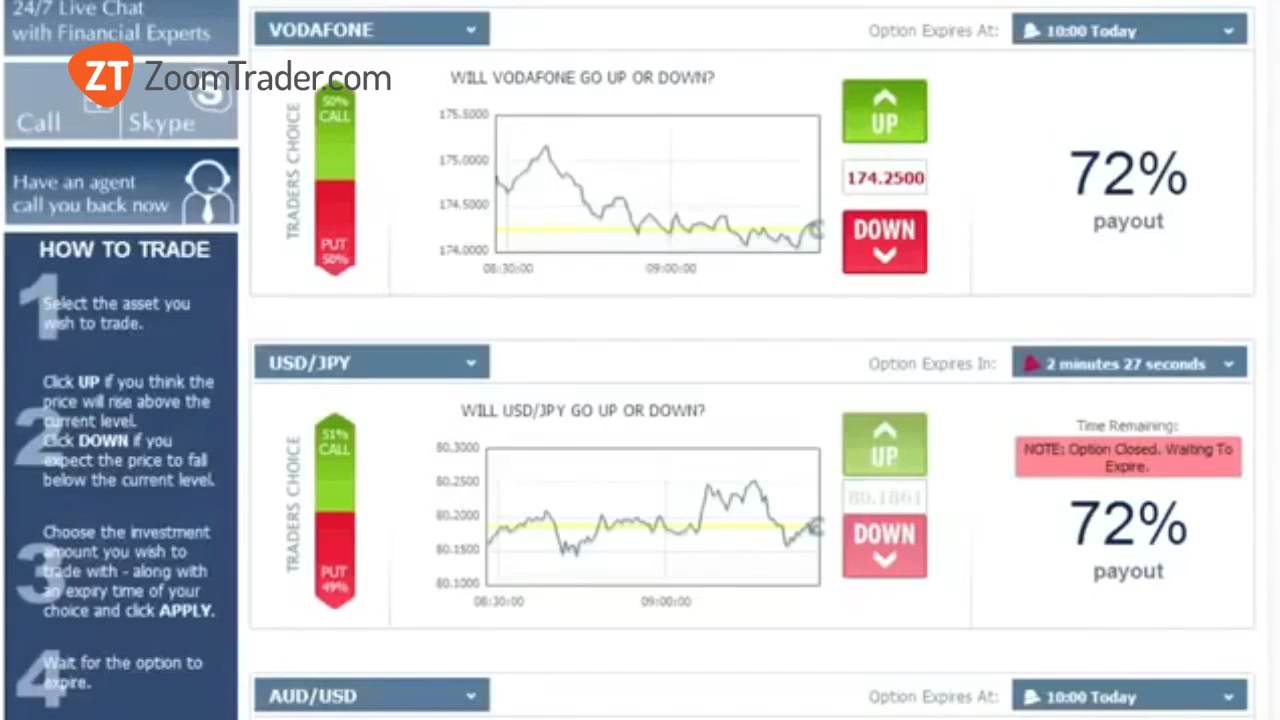 24/7 Live Chat
with Financial Experts
ZT ZoomTrader.com
Call
Skype
Have an agent
call you back now
HOW TO TRADE
1
Select the asset you
wish to trade.
2
Click UP if you think the
price will rise above the
current level.
Click DOWN if you
expect the price to fall
below the current level.
3
Choose the investment
amount you wish to
trade with - along with
an expiry time of your
choice and click APPLY.
4
Wait for the option to
expire.
VODAFONE
Option Expires At:
10:00 Today
WILL VODAFONE GO UP OR DOWN?
TRADERS CHOICE
50%
CALL
PUT
50%
175.5000
175.0000
174.5000
174.0000
08:30:00
09:00:00
UP
174.2500
DOWN
72%
payout
USD/JPY
Option Expires In:
2 minutes 27 seconds
WILL USD/JPY GO UP OR DOWN?
TRADERS CHOICE
51%
CALL
PUT
49%
80.3000
80.2500
80.2000
80.1500
80.1000
08:30:00
09:00:00
UP
80.1861
DOWN
Time Remaining:
NOTE: Option Closed. Waiting To
Expire.
72%
payout
AUD/USD
Option Expires At:
10:00 Today